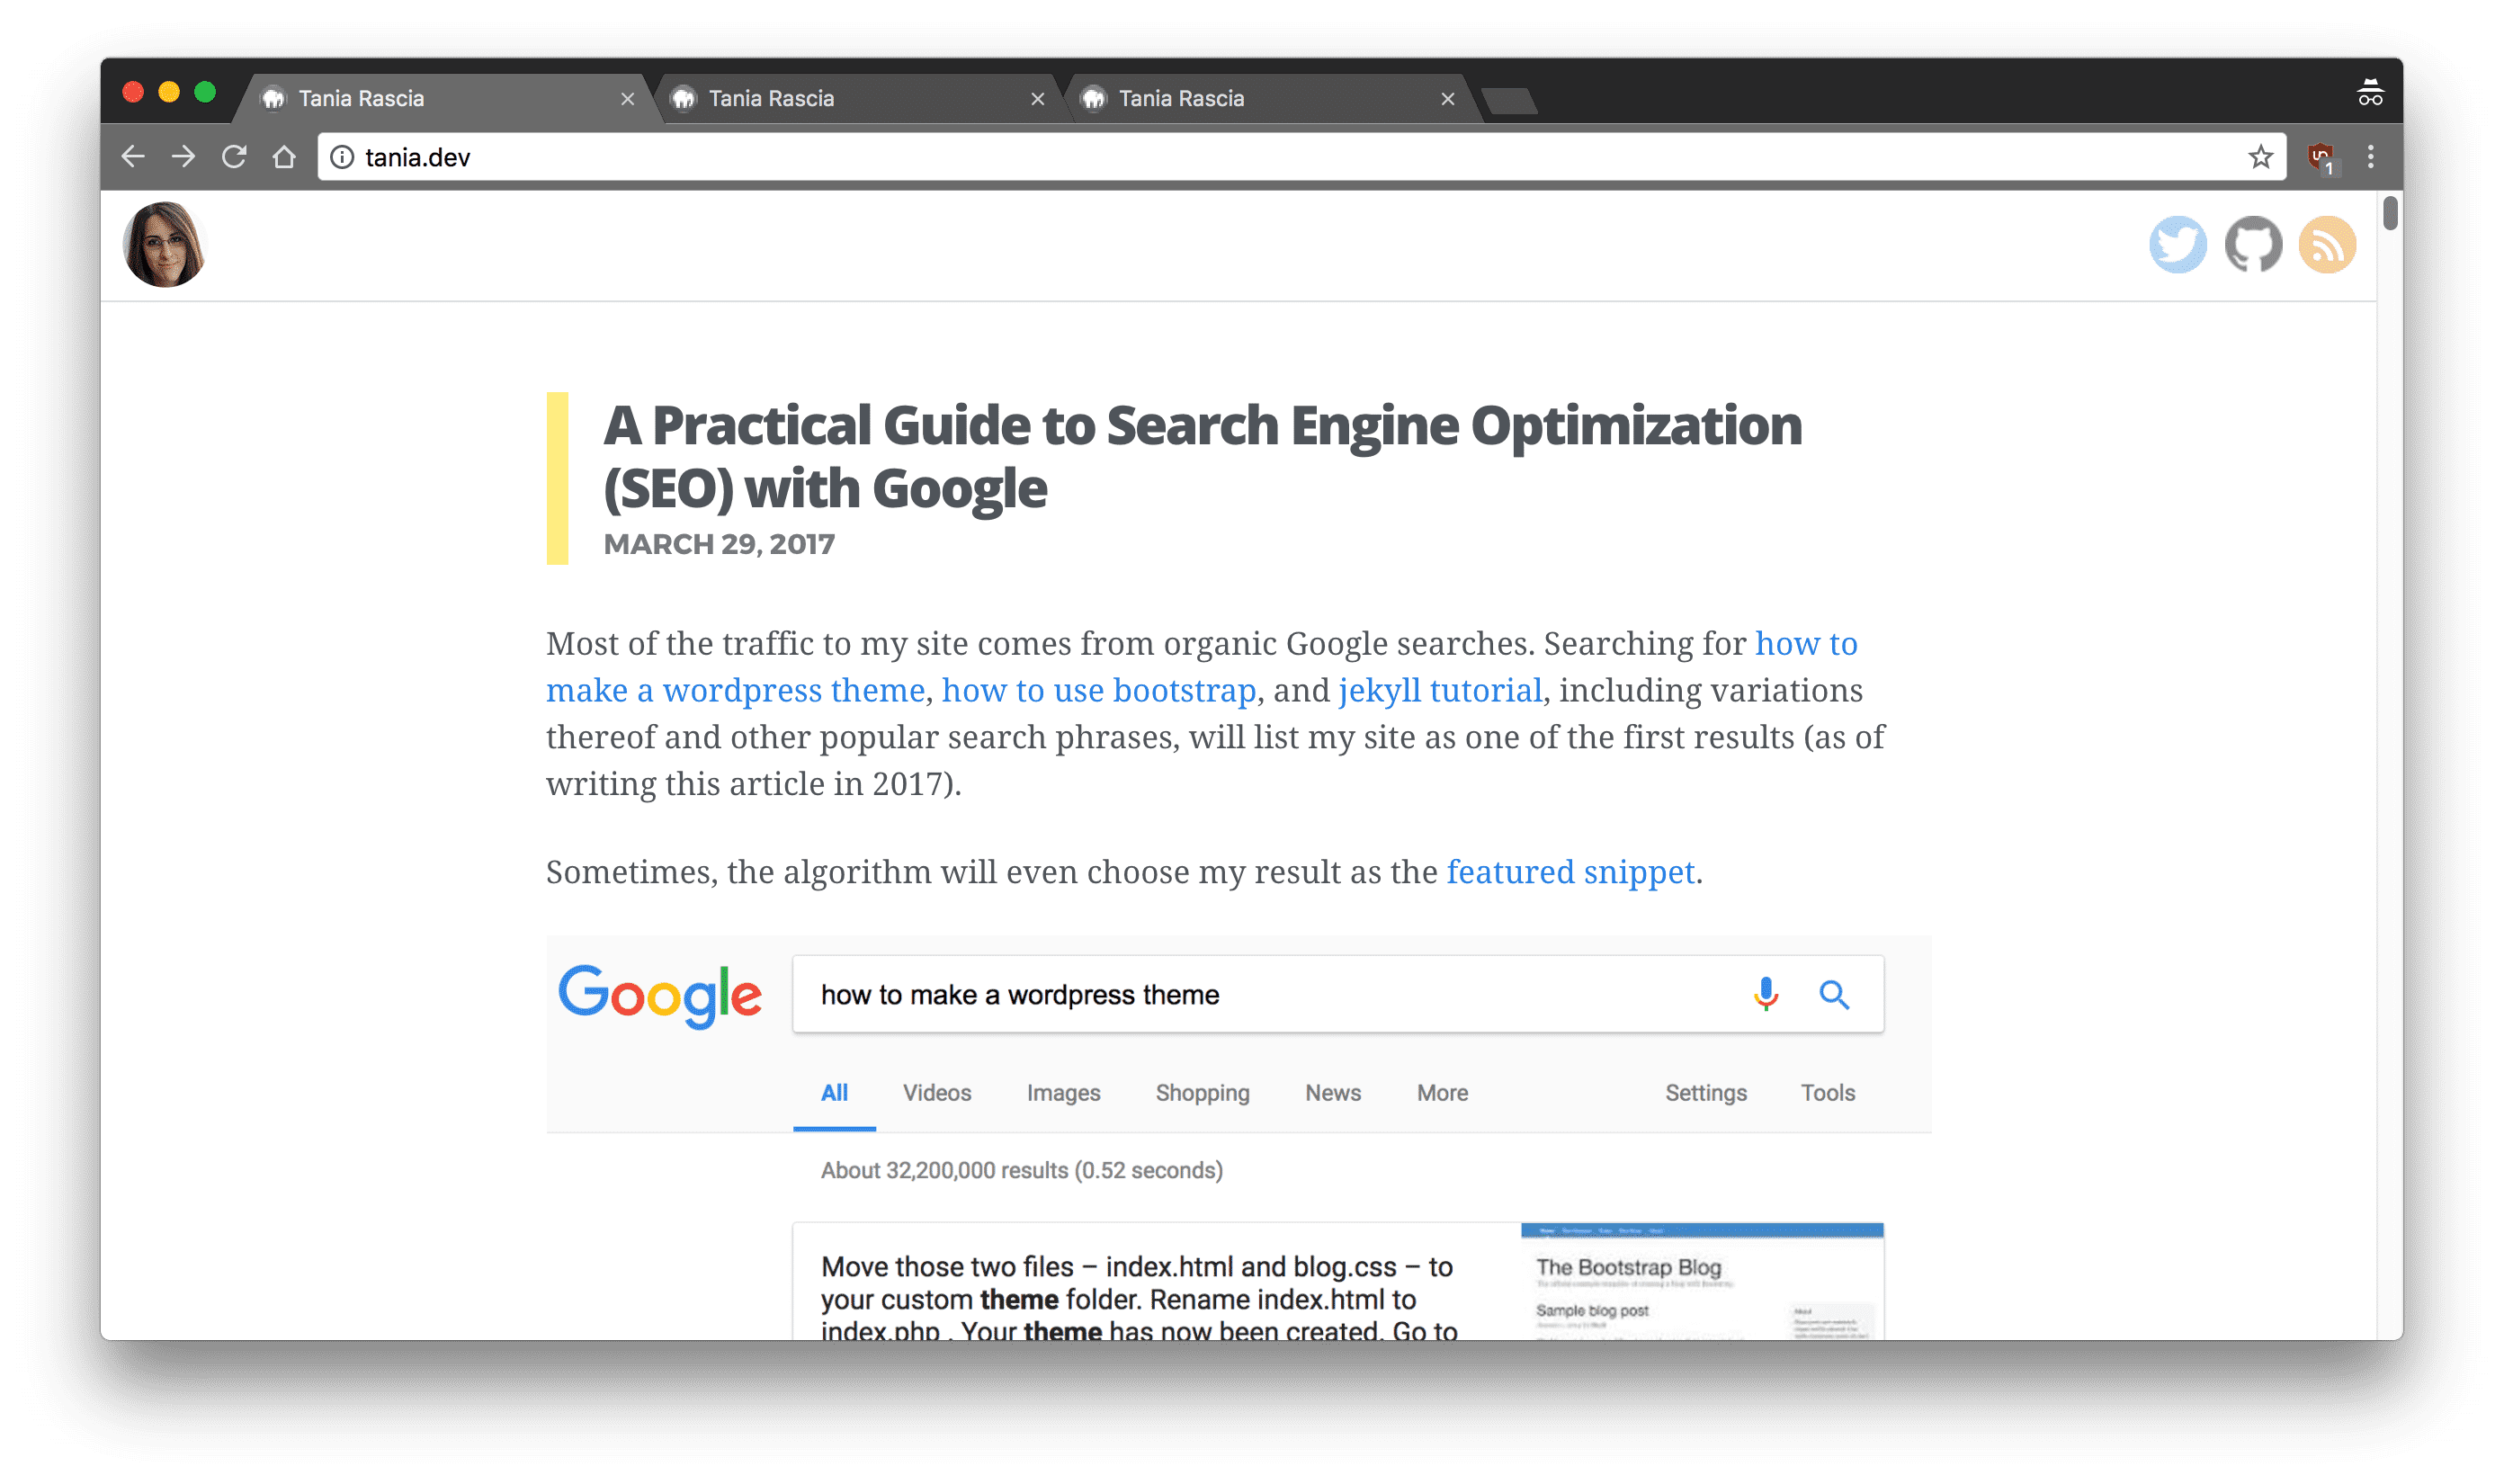 Tania Rascia
Tania Rascia
Tania Rascia
tania.dev
1
A Practical Guide to Search Engine Optimization
(SEO) with Google
MARCH 29, 2017
Most of the traffic to my site comes from organic Google searches. Searching for how to
make a wordpress theme, how to use bootstrap, and jekyll tutorial, including variations
thereof and other popular search phrases, will list my site as one of the first results (as of
writing this article in 2017).
Sometimes, the algorithm will even choose my result as the featured snippet.
Google
how to make a wordpress theme
All Videos Images Shopping News More Settings Tools
About 32,200,000 results (0.52 seconds)
Move those two files – index.html and blog.css – to
your custom theme folder. Rename index.html to
index.php . Your theme has now been created. Go to
The Bootstrap Blog
Sample blog post